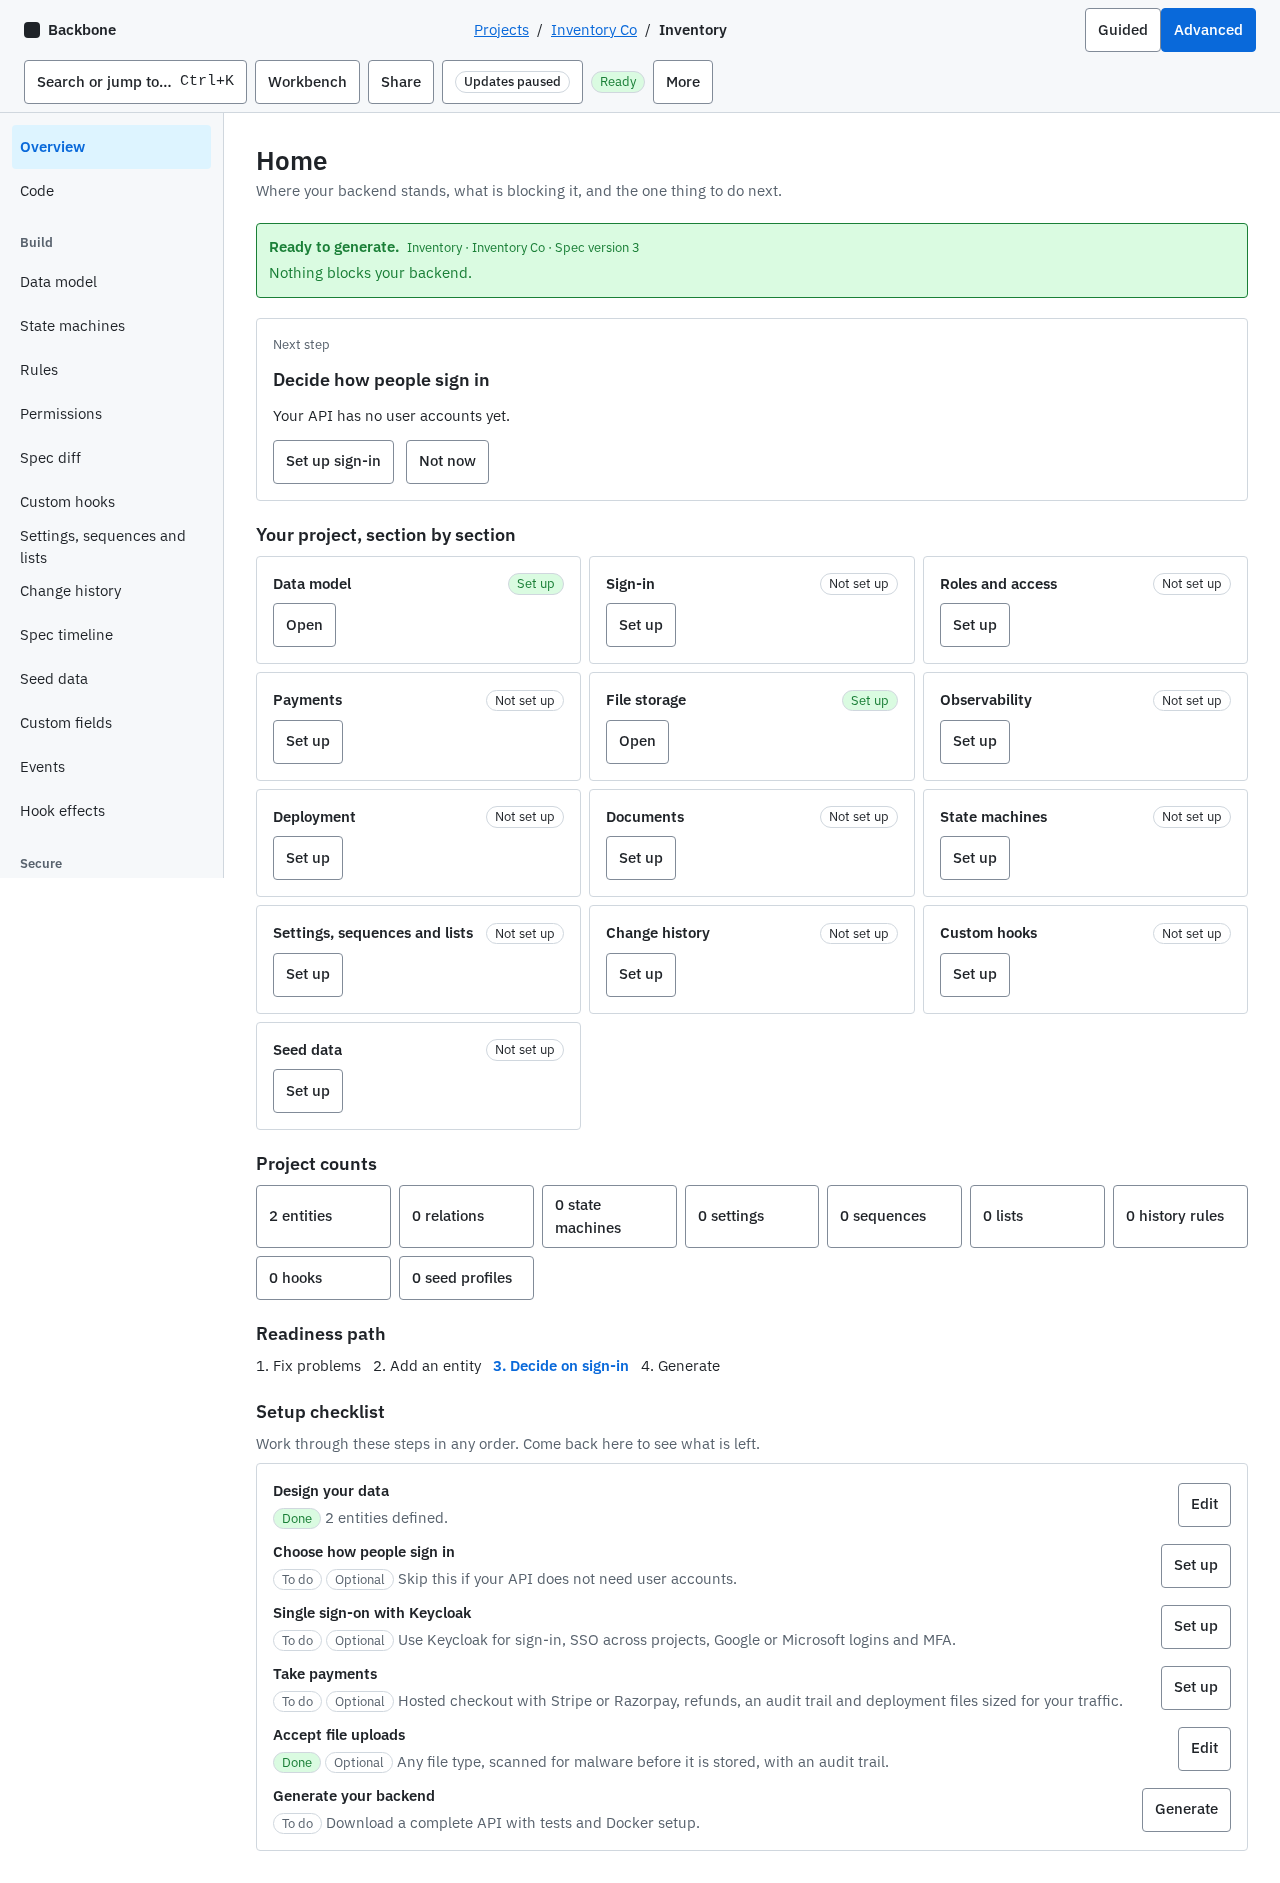 Backbone
Projects / Inventory Co / Inventory
Guided
Advanced
Search or jump to... Ctrl+K
Workbench
Share
Updates paused
Ready
More
Overview
Code
Build
Data model
State machines
Rules
Permissions
Spec diff
Custom hooks
Settings, sequences and
lists
Change history
Spec timeline
Seed data
Custom fields
Events
Hook effects
Secure
Home
Where your backend stands, what is blocking it, and the one thing to do next.
Ready to generate. Inventory · Inventory Co · Spec version 3
Nothing blocks your backend.
Next step
Decide how people sign in
Your API has no user accounts yet.
Set up sign-in
Not now
Your project, section by section
Data model
Set up
Open
Sign-in
Not set up
Set up
Roles and access
Not set up
Set up
Payments
Not set up
Set up
File storage
Set up
Open
Observability
Not set up
Set up
Deployment
Not set up
Set up
Documents
Not set up
Set up
State machines
Not set up
Set up
Settings, sequences and lists
Not set up
Set up
Change history
Not set up
Set up
Custom hooks
Not set up
Set up
Seed data
Not set up
Set up
Project counts
2 entities
0 relations
0 state
machines
0 settings
0 sequences
0 lists
0 history rules
0 hooks
0 seed profiles
Readiness path
1. Fix problems 2. Add an entity 3. Decide on sign-in 4. Generate
Setup checklist
Work through these steps in any order. Come back here to see what is left.
Design your data
Done 2 entities defined.
Edit
Choose how people sign in
To do Optional Skip this if your API does not need user accounts.
Set up
Single sign-on with Keycloak
To do Optional Use Keycloak for sign-in, SSO across projects, Google or Microsoft logins and MFA.
Set up
Take payments
To do Optional Hosted checkout with Stripe or Razorpay, refunds, an audit trail and deployment files sized for your traffic.
Set up
Accept file uploads
Done Optional Any file type, scanned for malware before it is stored, with an audit trail.
Edit
Generate your backend
To do Download a complete API with tests and Docker setup.
Generate